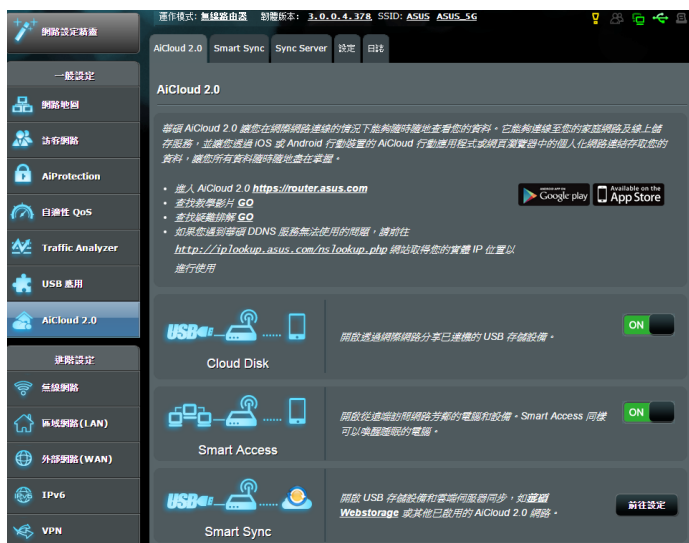 運作模式: 無線路由器 韌體版本: 3.0.0.4.378 SSID: ASUS ASUS_5G
網路設定精靈
AiCloud 2.0 Smart Sync Sync Server 設定 日誌
一般設定
網路地圖
訪客網路
AiProtection
自適性 QoS
Traffic Analyzer
USB 應用
AiCloud 2.0
進階設定
無線網路
區域網路(LAN)
外部網路(WAN)
IPv6
VPN
AiCloud 2.0
華碩 AiCloud 2.0 讓您在網際網路連線的情況下能夠隨時隨地查看您的資料。它能夠連線至您的家庭網路及線上儲
存服務，並讓您透過 iOS 或 Android 行動裝置的 AiCloud 行動應用程式或網頁瀏覽器中的個人化網路連結存取您的
資料，讓您所有資料隨時隨地盡在掌握。
進入 AiCloud 2.0 https://router.asus.com
查找教學影片 GO
查找疑難排解 GO
如果您遇到華碩 DDNS 服務無法使用的問題，請前往
http://iplookup.asus.com/nslookup.php 網站取得您的實體 IP 位置以
進行使用
ANDROID APP ON
Google play
Available on the
App Store
USB
Cloud Disk
開啟透過網際網路分享已連機的 USB 存儲設備。
ON
Smart Access
開啟從遠端訪問網路芳鄰的電腦和設備。Smart Access 同樣
可以喚醒睡眠的電腦。
ON
USB
Smart Sync
開啟 USB 存儲設備和雲端伺服器同步，如華碩
Webstorage 或其他已啟用的 AiCloud 2.0 網路。
前往設定